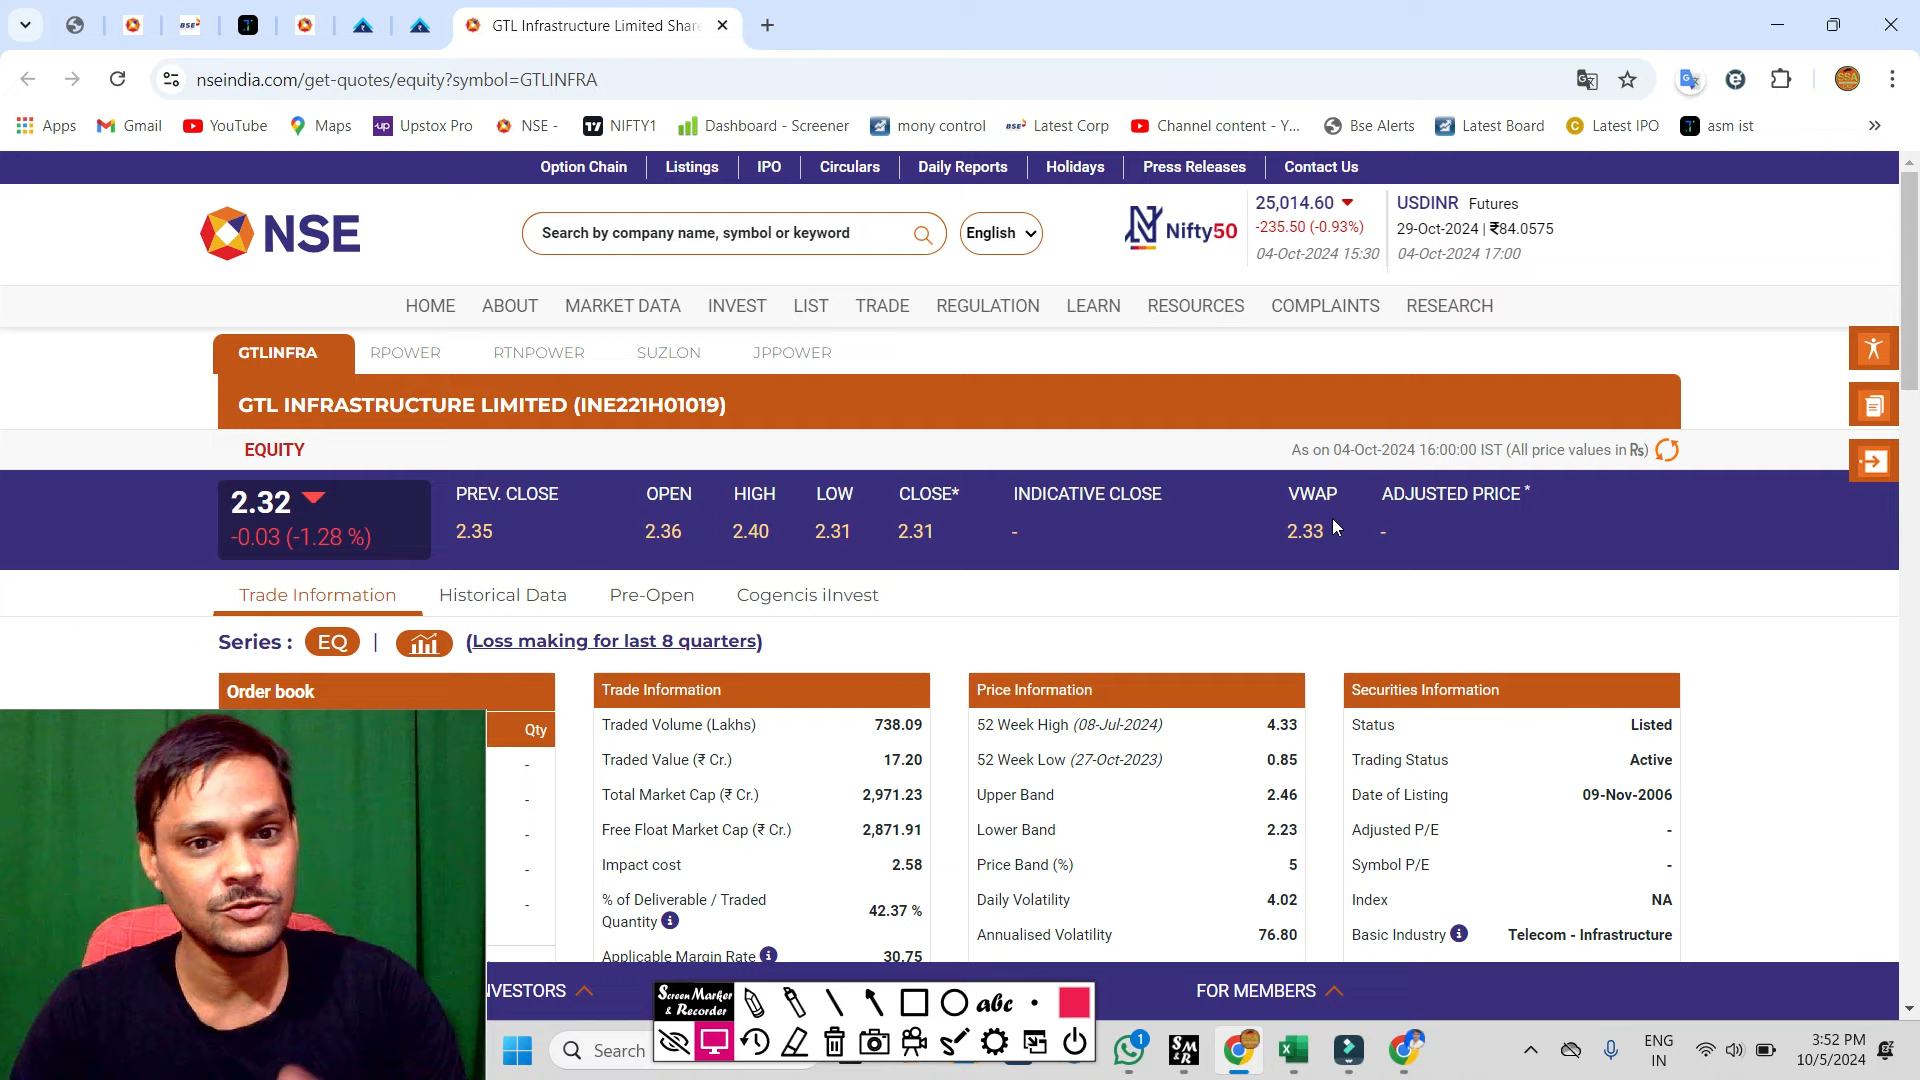 GTL Infrastructure Limited Share
nseindia.com/get-quotes/equity?symbol=GTLINFRA
Apps Gmail YouTube Maps up Upstox Pro NSE - NIFTY1 Dashboard - Screener mony control BSE Latest Corp Channel content - Y... Bse Alerts Latest Board Latest IPO asm ist
Option Chain Listings IPO Circulars Daily Reports Holidays Press Releases Contact Us
NSE
Search by company name, symbol or keyword
English
Nifty50
25,014.60
-235.50 (-0.93%)
04-Oct-2024 15:30
USDINR Futures
29-Oct-2024 | ₹84.0575
04-Oct-2024 17:00
HOME ABOUT MARKET DATA INVEST LIST TRADE REGULATION LEARN RESOURCES COMPLAINTS RESEARCH
GTLINFRA RPOWER RTNPOWER SUZLON JPPOWER
GTL INFRASTRUCTURE LIMITED (INE221H01019)
EQUITY
As on 04-Oct-2024 16:00:00 IST (All price values in Rs)
2.32
-0.03 (-1.28 %)
PREV. CLOSE OPEN HIGH LOW CLOSE* INDICATIVE CLOSE VWAP ADJUSTED PRICE *
2.35 2.36 2.40 2.31 2.31 - 2.33 -
Trade Information Historical Data Pre-Open Cogencis iInvest
Series : EQ | (Loss making for last 8 quarters)
Order book
Qty
-
-
-
-
-
Trade Information
Traded Volume (Lakhs) 738.09
Traded Value (₹ Cr.) 17.20
Total Market Cap (₹ Cr.) 2,971.23
Free Float Market Cap (₹ Cr.) 2,871.91
Impact cost 2.58
% of Deliverable / Traded
Quantity 42.37 %
Applicable Margin Rate 30.75
Price Information
52 Week High (08-Jul-2024) 4.33
52 Week Low (27-Oct-2023) 0.85
Upper Band 2.46
Lower Band 2.23
Price Band (%) 5
Daily Volatility 4.02
Annualised Volatility 76.80
Securities Information
Status Listed
Trading Status Active
Date of Listing 09-Nov-2006
Adjusted P/E -
Symbol P/E -
Index NA
Basic Industry Telecom - Infrastructure
FOR MEMBERS
Screen Marker
& Recorder
abc
Search
1
SM
&R
ENG
IN
3:52 PM
10/5/2024